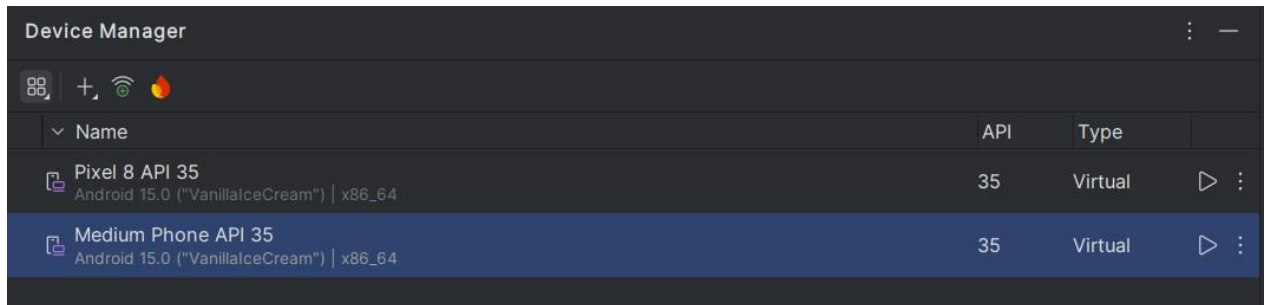 Device Manager
Name API Type
Pixel 8 API 35
Android 15.0 ("VanillaIceCream") | x86_64
35 Virtual
Medium Phone API 35
Android 15.0 ("VanillaIceCream") | x86_64
35 Virtual